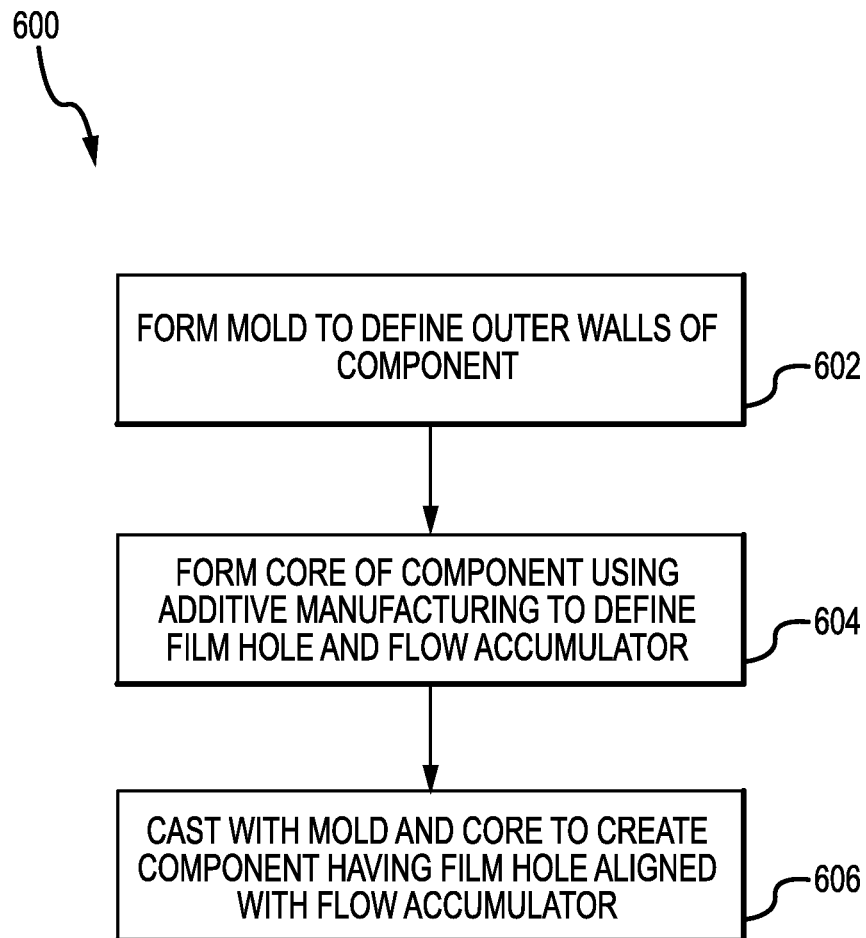 600
FORM MOLD TO DEFINE OUTER WALLS OF
COMPONENT
602
FORM CORE OF COMPONENT USING
ADDITIVE MANUFACTURING TO DEFINE
FILM HOLE AND FLOW ACCUMULATOR
604
CAST WITH MOLD AND CORE TO CREATE
COMPONENT HAVING FILM HOLE ALIGNED
WITH FLOW ACCUMULATOR
606